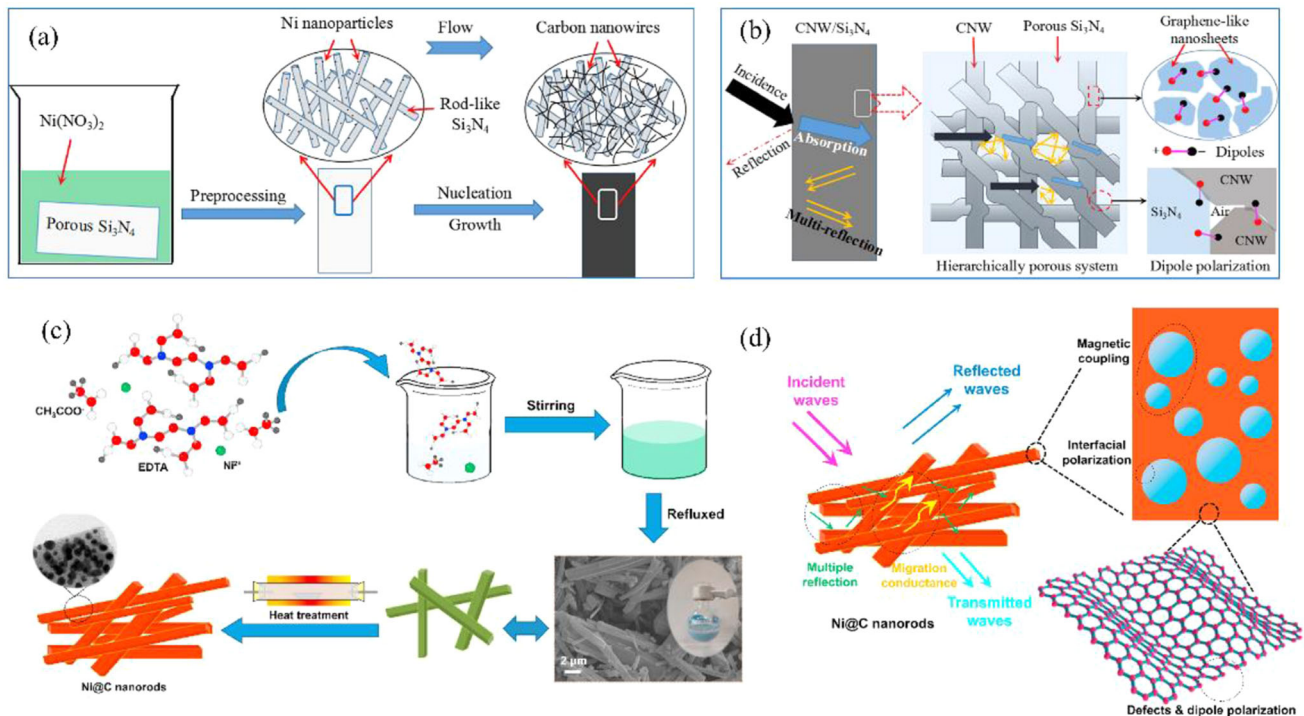 (a)
Ni nanoparticles
Flow
Carbon nanowires
Ni(NO₃)₂
Rod-like
Si₃N₄
Preprocessing
Nucleation
Growth
Porous Si₃N₄
(b)
CNW/Si₃N₄
CNW
Porous Si₃N₄
Graphene-like
nanosheets
Incidence
Absorption
Reflection
Multi-reflection
+ − Dipoles
CNW
Si₃N₄
Air
CNW
Hierarchically porous system
Dipole polarization
(c)
CH₃COO⁻
EDTA
Ni²⁺
Stirring
Refluxed
Heat treatment
2 μm
Ni@C nanorods
(d)
Magnetic
coupling
Incident
waves
Reflected
waves
Interfacial
polarization
Multiple
reflection
Migration
conductance
Transmitted
waves
Ni@C nanorods
Defects & dipole polarization